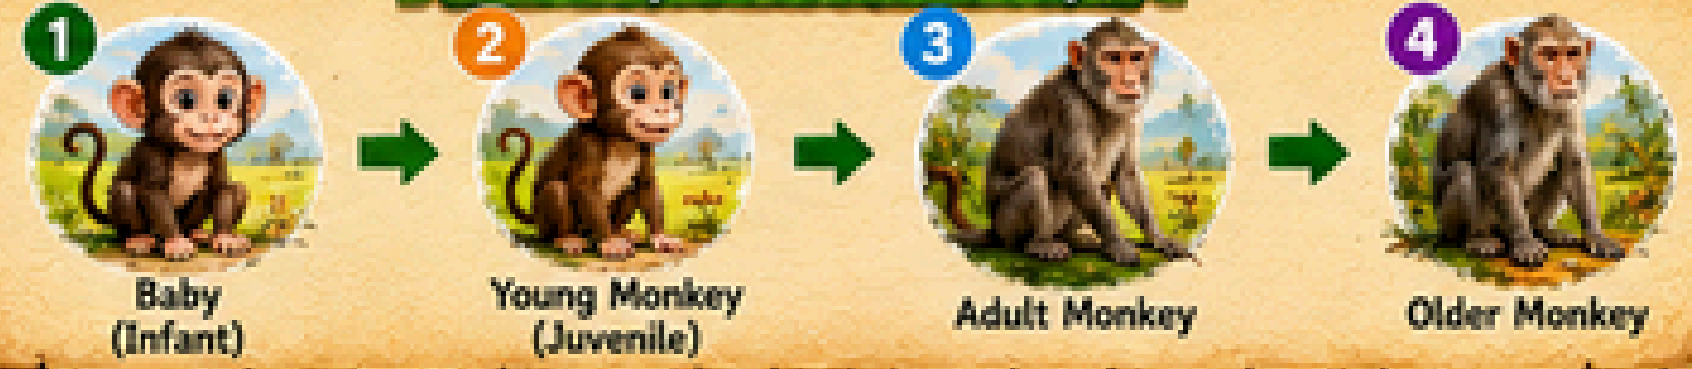 1
2
3
4
Baby
(Infant)
Young Monkey
(Juvenile)
Adult Monkey
Older Monkey